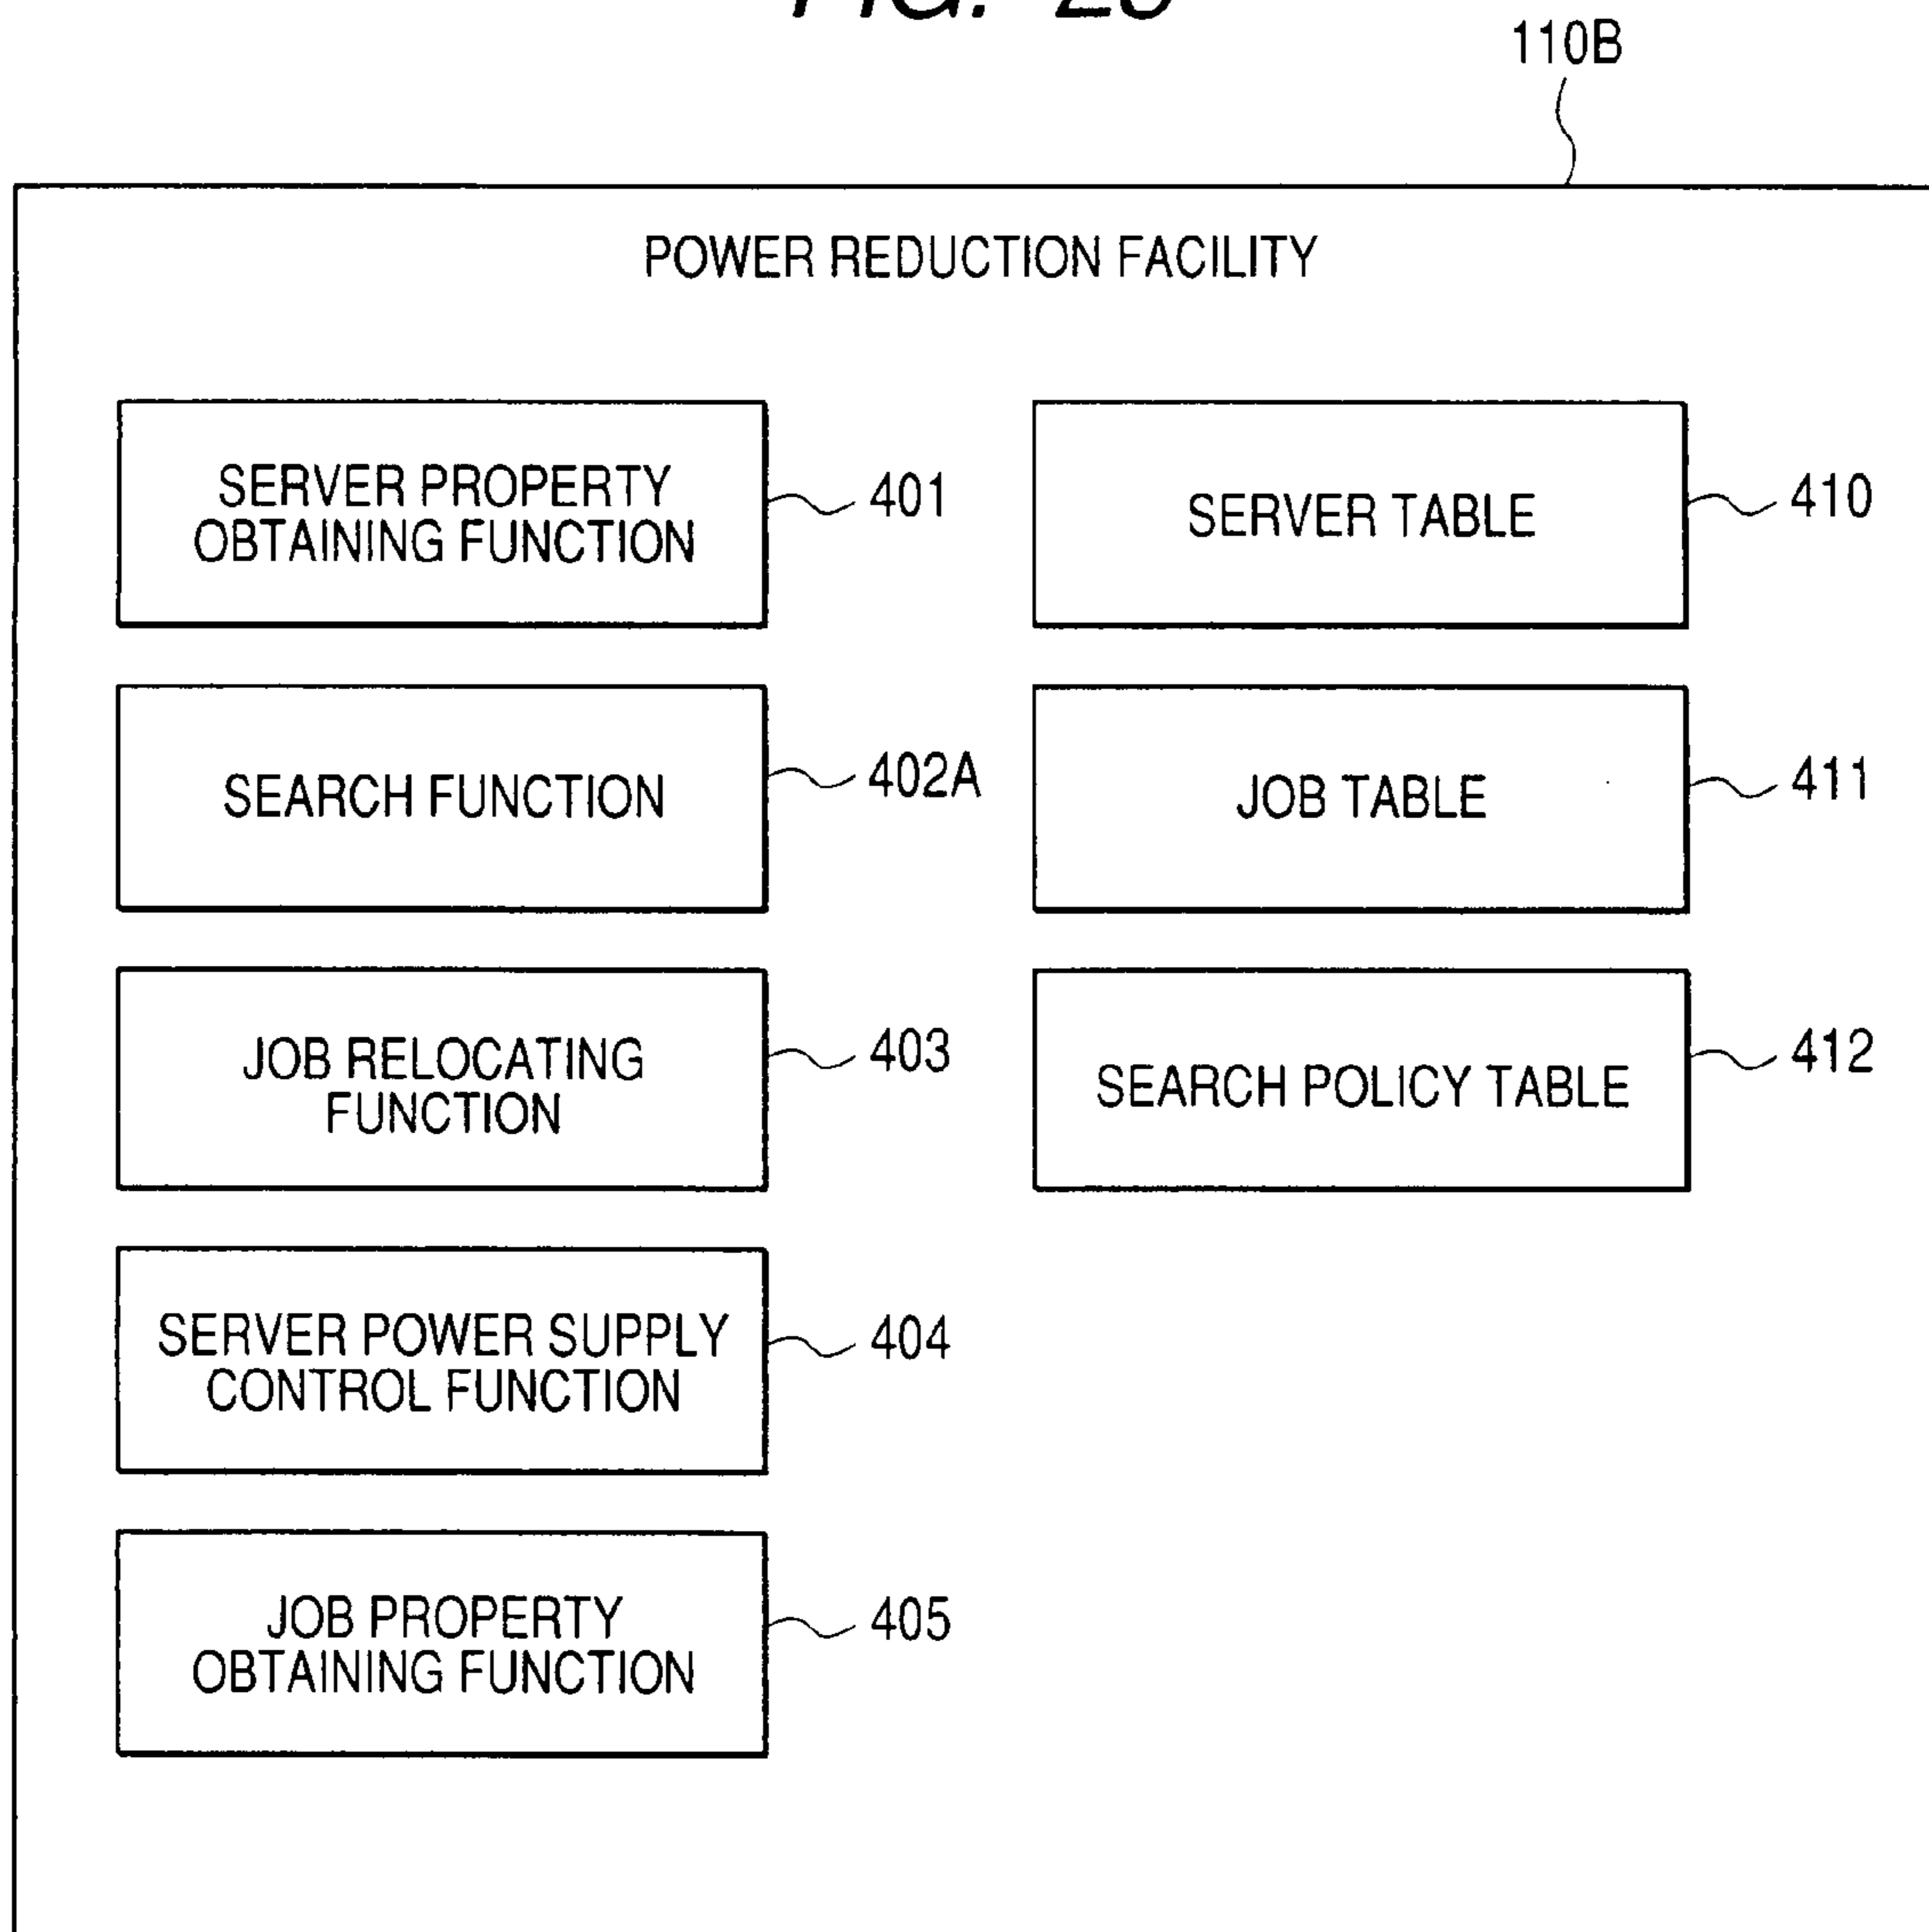 FIG.
110B
POWER REDUCTION FACILITY
SERVER PROPERTY
OBTAINING FUNCTION
401
SERVER TABLE
410
SEARCH FUNCTION
402A
JOB TABLE
411
JOB RELOCATING
FUNCTION
403
SEARCH POLICY TABLE
412
SERVER POWER SUPPLY
CONTROL FUNCTION
404
JOB PROPERTY
OBTAINING FUNCTION
405